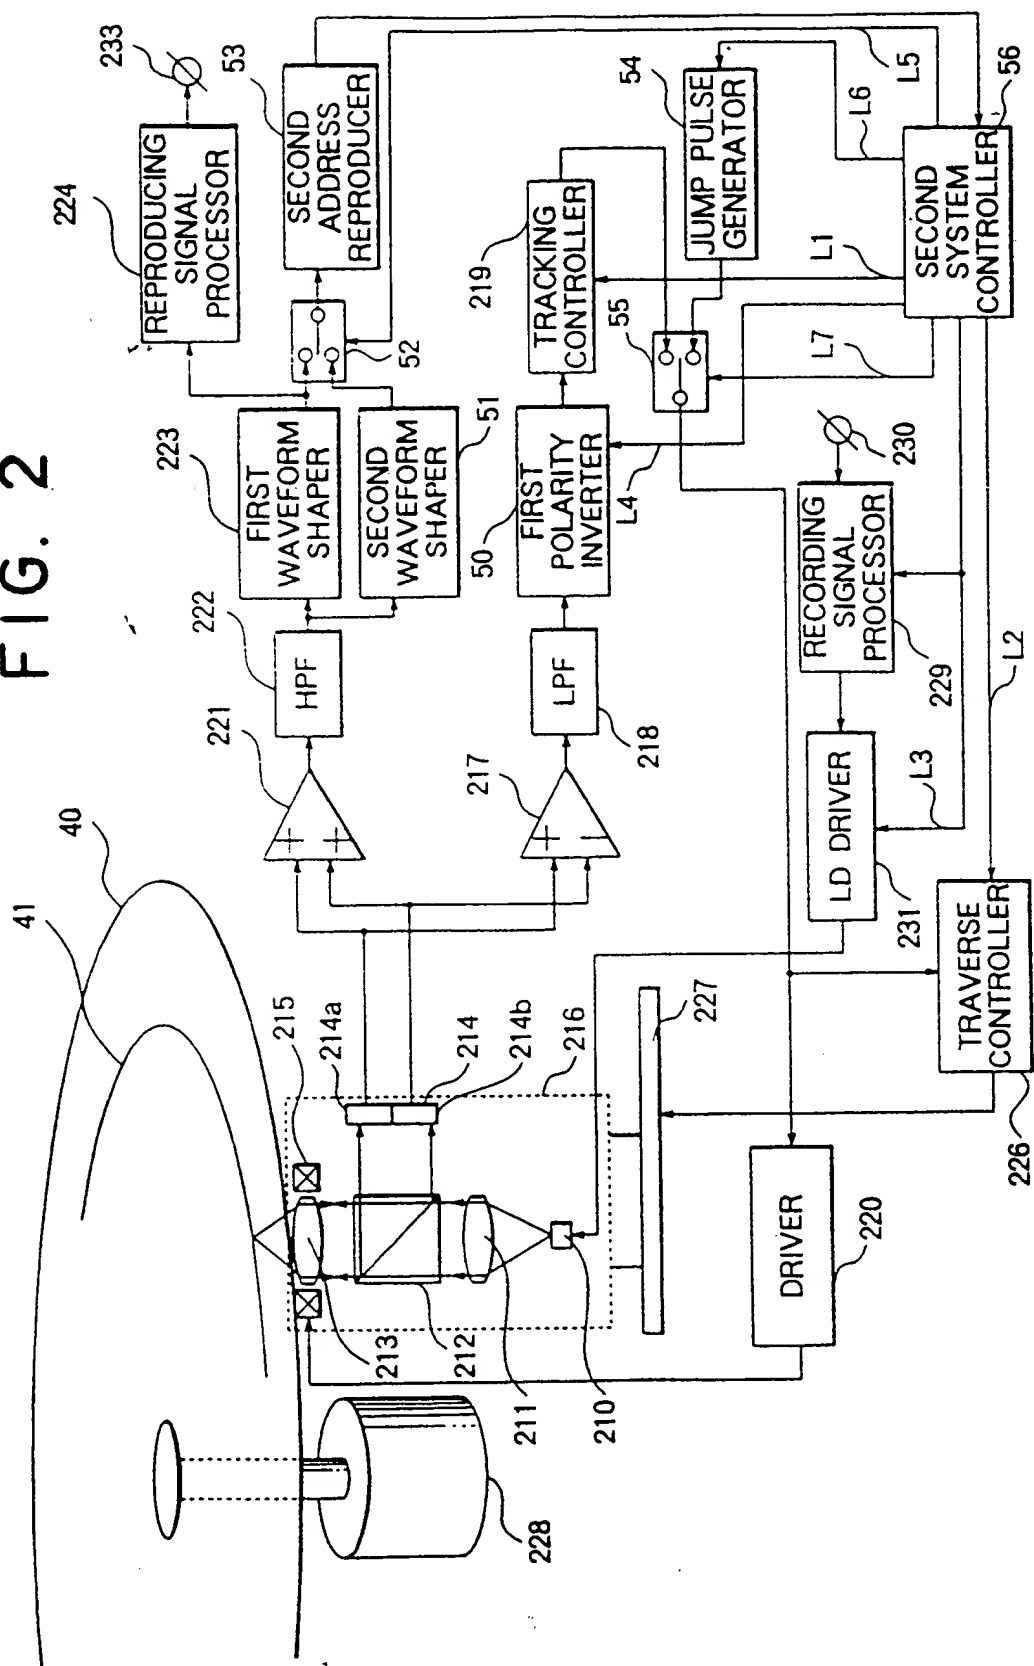 FIG. 2
40
41
233
53
224
REPRODUCING
SIGNAL
PROCESSOR
SECOND
ADDRESS
REPRODUCER
52
223
FIRST
WAVEFORM
SHAPER
SECOND
WAVEFORM
SHAPER
51
222
HPF
221
54
JUMP PULSE
GENERATOR
L5
L6
56
SECOND
SYSTEM
CONTROLLER
219
TRACKING
CONTROLLER
L1
55
L7
50
FIRST
POLARITY
INVERTER
L4
LPF
218
217
230
RECORDING
SIGNAL
PROCESSOR
229
L2
L3
LD DRIVER
231
TRAVERSE
CONTROLLER
226
215
214a
214
214b
216
227
213
212
211
210
DRIVER
220
228